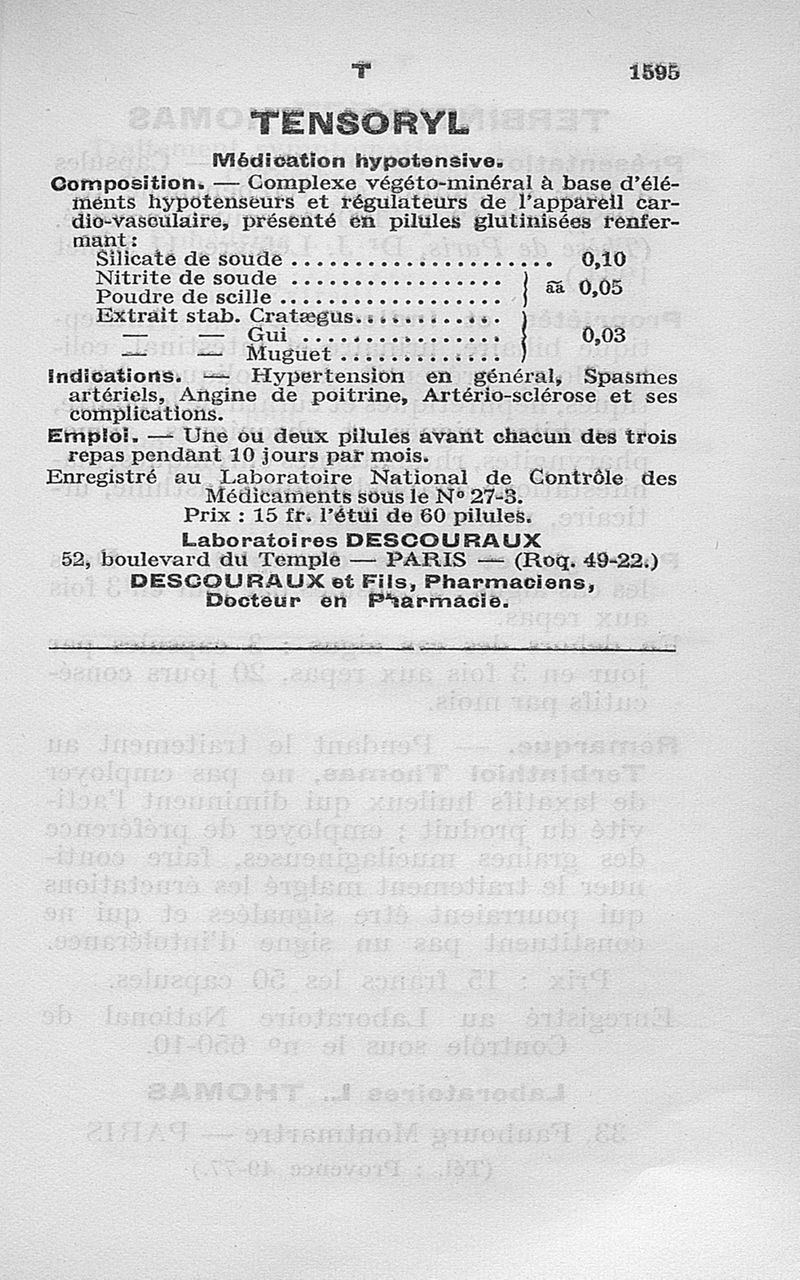 T 1595
TENSORYL
Médication hypotensive.
Composition. — Complexe végéto-minéral à base d'élé-
ments hypotenseurs et régulateurs de l'appareil car-
dio-vasculaire, présenté en pilules glutinisées renfer-
mant :
Silicate de soude ...................... 0,10
Nitrite de soude ..................
Poudre de scille ................... } āā 0,05
Extrait stab. Cratægus............
— — Gui .................. } 0,03
— — Muguet .............
Indications. — Hypertension en général, Spasmes
artériels, Angine de poitrine, Artério-sclérose et ses
complications.
Emploi. — Une ou deux pilules avant chacun des trois
repas pendant 10 jours par mois.
Enregistré au Laboratoire National de Contrôle des
Médicaments sous le N° 27-3.
Prix : 15 fr. l'étui de 60 pilules.
Laboratoires DESCOURAUX
52, boulevard du Temple — PARIS — (Roq. 49-22.)
DESCOURAUX et Fils, Pharmaciens,
Docteur en Pharmacie.